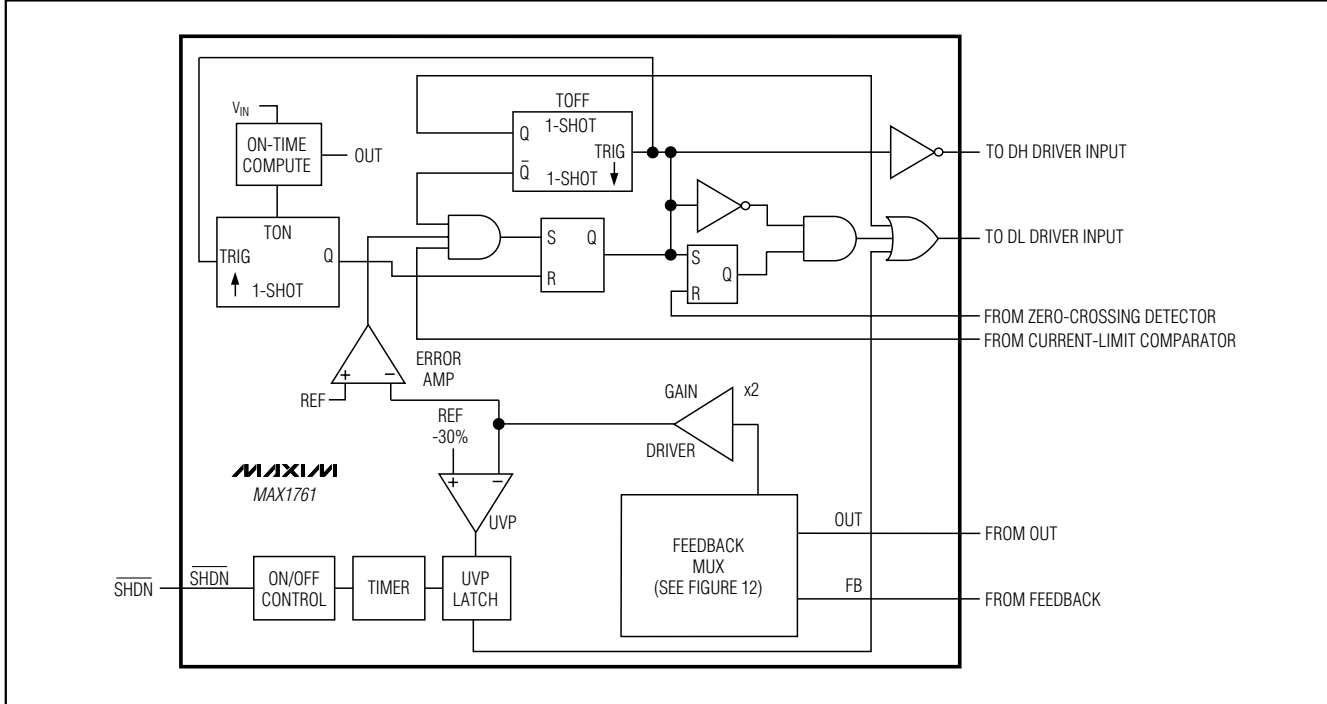 TOFF
1-SHOT
Q
TRIG
Q̅
1-SHOT
V_IN
ON-TIME
COMPUTE
OUT
TO DH DRIVER INPUT
TON
TRIG
Q
1-SHOT
S Q
R
S
Q
R
TO DL DRIVER INPUT
FROM ZERO-CROSSING DETECTOR
FROM CURRENT-LIMIT COMPARATOR
ERROR
AMP
+ −
REF
REF
-30%
GAIN
x2
DRIVER
MAXIM
MAX1761
+ −
UVP
FEEDBACK
MUX
(SEE FIGURE 12)
OUT
FROM OUT
FB
FROM FEEDBACK
S̅H̅D̅N̅
S̅H̅D̅N̅
ON/OFF
CONTROL
TIMER
UVP
LATCH